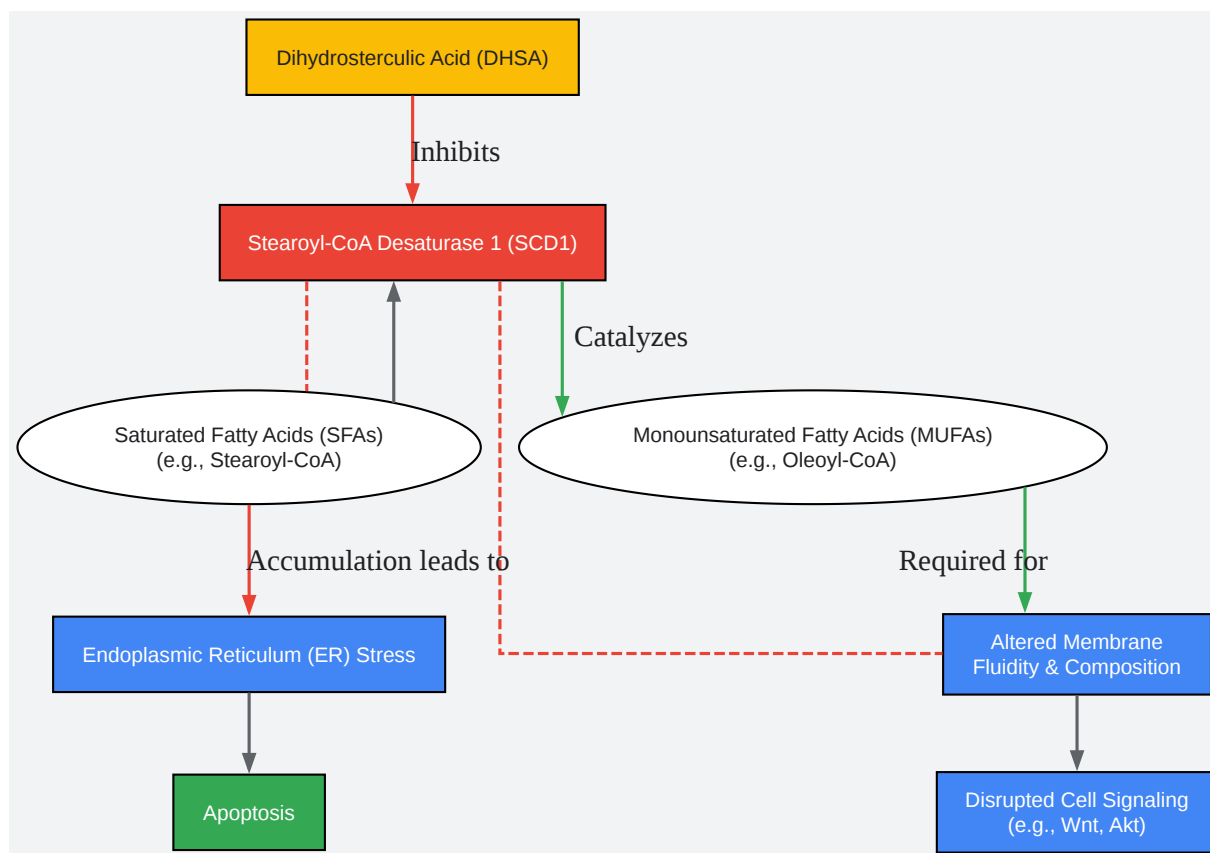 Dihydrosterculic Acid (DHSA)
Inhibits
Stearoyl-CoA Desaturase 1 (SCD1)
Catalyzes
Saturated Fatty Acids (SFAs)
(e.g., Stearoyl-CoA)
Monounsaturated Fatty Acids (MUFAs)
(e.g., Oleoyl-CoA)
Accumulation leads to
Required for
Endoplasmic Reticulum (ER) Stress
Altered Membrane
Fluidity & Composition
Apoptosis
Disrupted Cell Signaling
(e.g., Wnt, Akt)